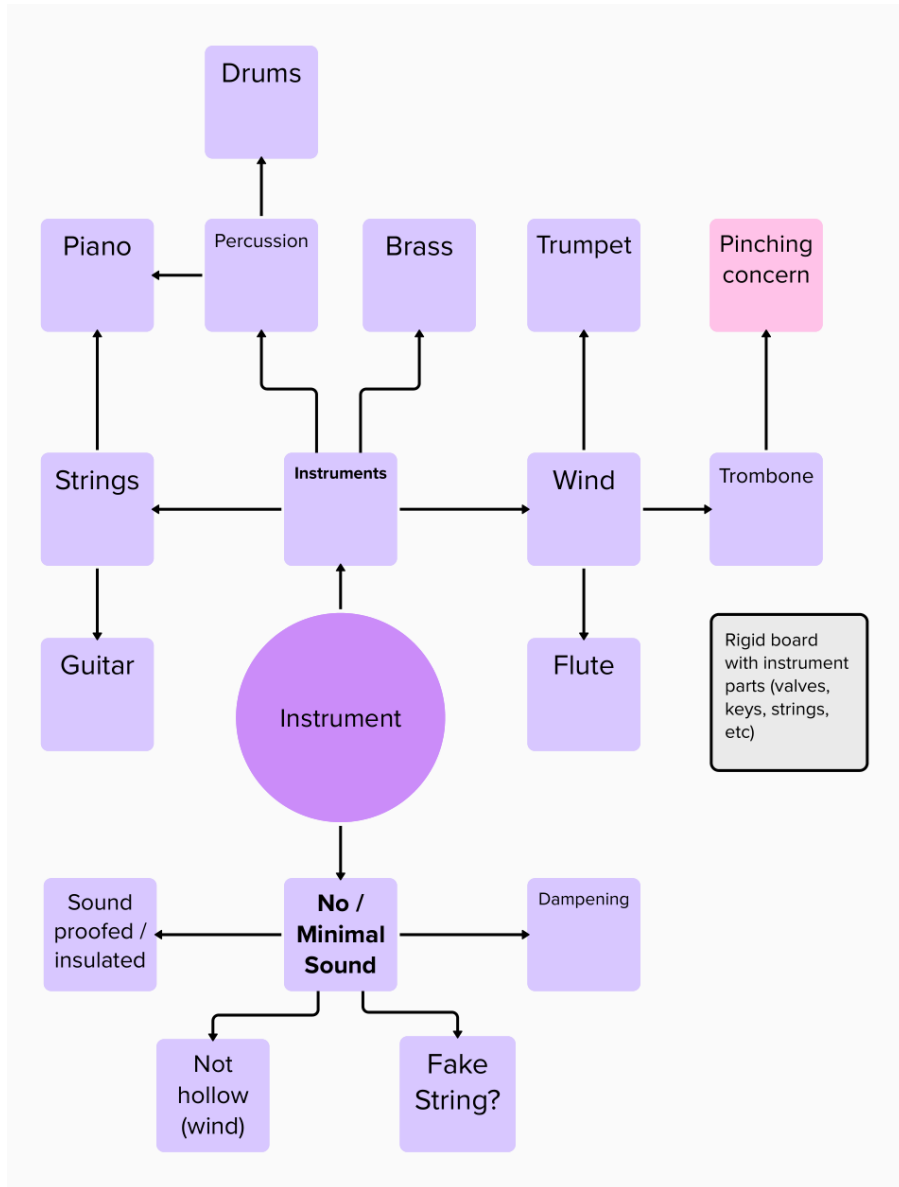 Drums
Piano
Percussion
Brass
Trumpet
Pinching
concern
Strings
Instruments
Wind
Trombone
Guitar
Instrument
Flute
Rigid board
with instrument
parts (valves,
keys, strings,
etc)
Sound
proofed /
insulated
No /
Minimal
Sound
Dampening
Not
hollow
(wind)
Fake
String?